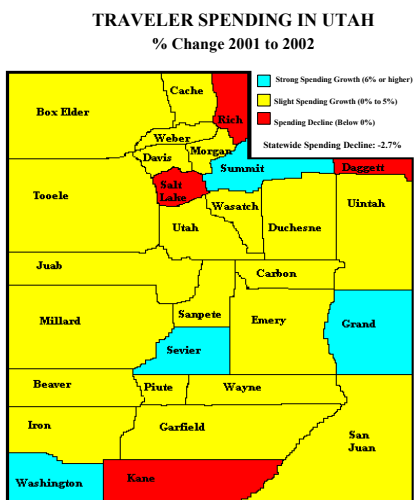 TRAVELER SPENDING IN UTAH
% Change 2001 to 2002
Strong Spending Growth (6% or higher)
Slight Spending Growth (0% to 5%)
Spending Decline (Below 0%)
Statewide Spending Decline: -2.7%
Cache
Box Elder
Rich
Weber
Morgan
Davis
Summit
Daggett
Salt
Lake
Tooele
Wasatch
Uintah
Utah
Duchesne
Juab
Carbon
Sanpete
Millard
Emery
Grand
Sevier
Beaver
Piute
Wayne
Iron
Garfield
San
Juan
Kane
Washington